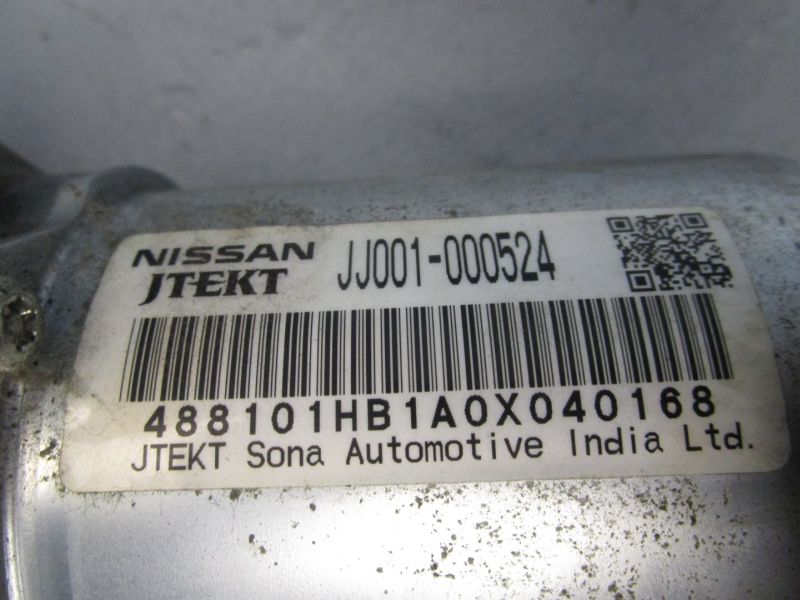 NISSAN JJ001-000524
JTEKT
488101HB1A0X040168
JTEKT Sona Automotive India Ltd.